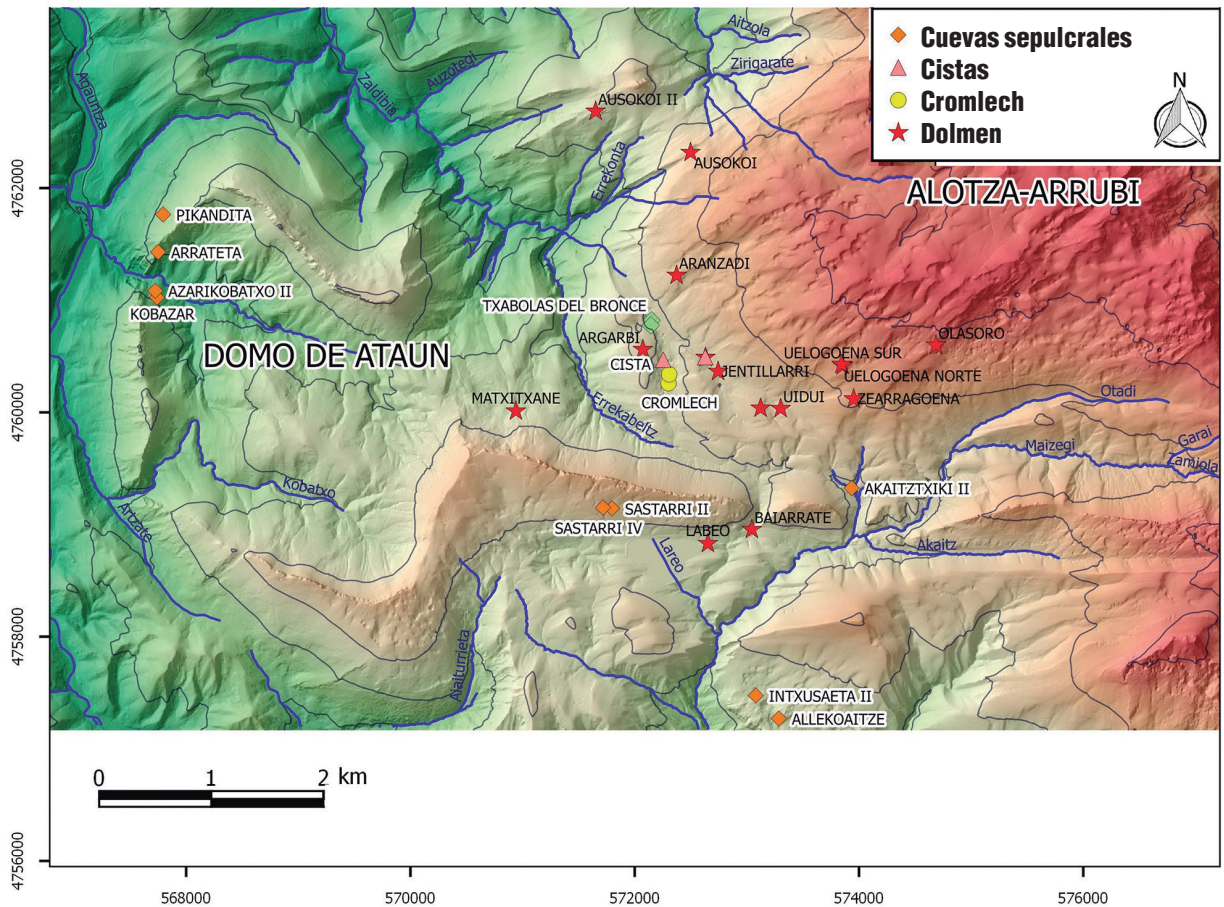 Cuevas sepulcrales
Cistas
Cromlech
Dolmen
N
Aitzola
Zirigarate
Auzotegi
Zaldibia
Agauntza
AUSOKOI II
AUSOKOI
Errekonta
ALOTZA-ARRUBI
4762000
PIKANDITA
ARRATETA
AZARIKOBATXO II
KOBAZAR
ARANZADI
TXABOLAS DEL BRONCE
ARGARBI
CISTA
JENTILLARRI
CROMLECH
UELOGOENA SUR
OLASORO
UELOGOENA NORTE
ZEARRAGOENA
UIDUI
DOMO DE ATAUN
MATXITXANE
Errekabeltz
4760000
Otadi
Garai
Maizegi
Zamiola
Kobatxo
Artzate
AKAITZTXIKI II
SASTARRI II
SASTARRI IV
BAIARRATE
LABEO
Lareo
Akaitz
4758000
Aiaiturrieta
INTXUSAETA II
ALLEKOAITZE
0 1 2 km
4756000
568000 570000 572000 574000 576000